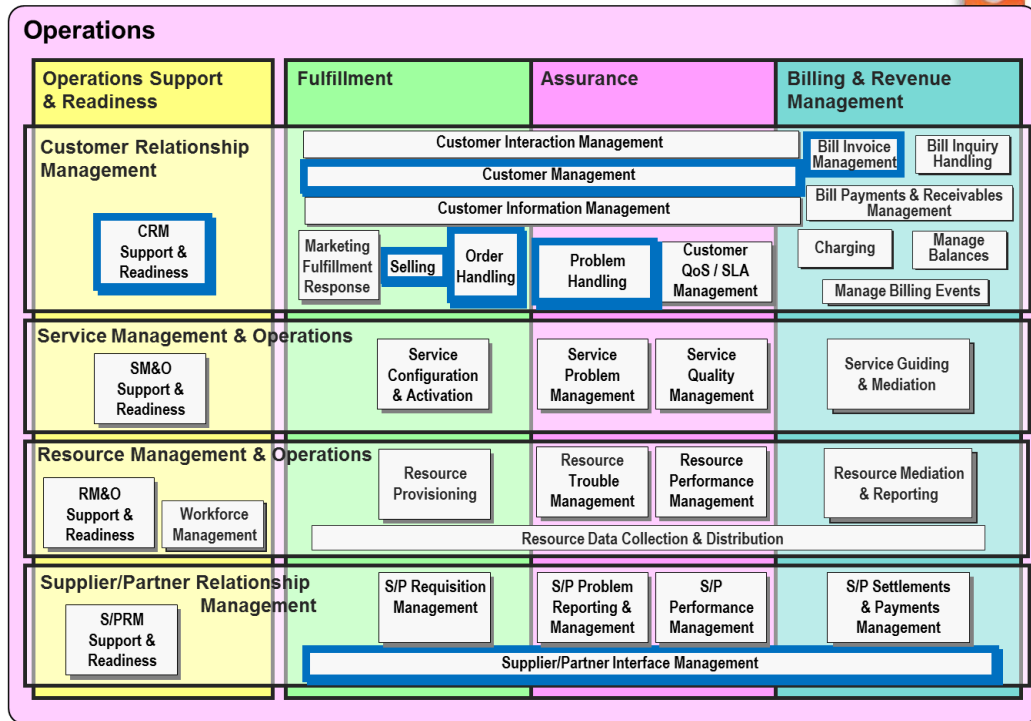 Operations
Operations Support
& Readiness
Fulfillment
Assurance
Billing & Revenue
Management
Customer Relationship
Management
Customer Interaction Management
Customer Management
Customer Information Management
Bill Invoice
Management
Bill Inquiry
Handling
Bill Payments & Receivables
Management
CRM
Support &
Readiness
Marketing
Fulfillment
Response
Selling
Order
Handling
Problem
Handling
Customer
QoS / SLA
Management
Charging
Manage
Balances
Manage Billing Events
Service Management & Operations
SM&O
Support &
Readiness
Service
Configuration
& Activation
Service
Problem
Management
Service
Quality
Management
Service Guiding
& Mediation
Resource Management & Operations
RM&O
Support &
Readiness
Workforce
Management
Resource
Provisioning
Resource
Trouble
Management
Resource
Performance
Management
Resource Mediation
& Reporting
Resource Data Collection & Distribution
Supplier/Partner Relationship
Management
S/PRM
Support &
Readiness
S/P Requisition
Management
S/P Problem
Reporting &
Management
S/P
Performance
Management
S/P Settlements
& Payments
Management
Supplier/Partner Interface Management